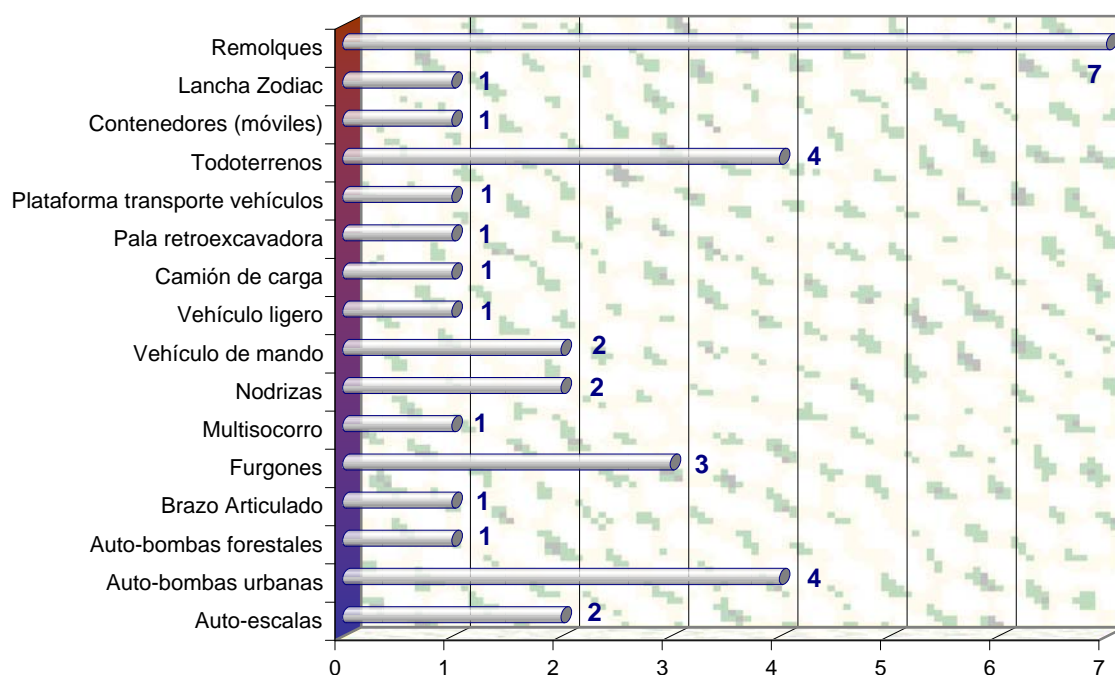 Remolques
7
Lancha Zodiac
1
Contenedores (móviles)
1
Todoterrenos
4
Plataforma transporte vehículos
1
Pala retroexcavadora
1
Camión de carga
1
Vehículo ligero
1
Vehículo de mando
2
Nodrizas
2
Multisocorro
1
Furgones
3
Brazo Articulado
1
Auto-bombas forestales
1
Auto-bombas urbanas
4
Auto-escalas
2
0 1 2 3 4 5 6 7